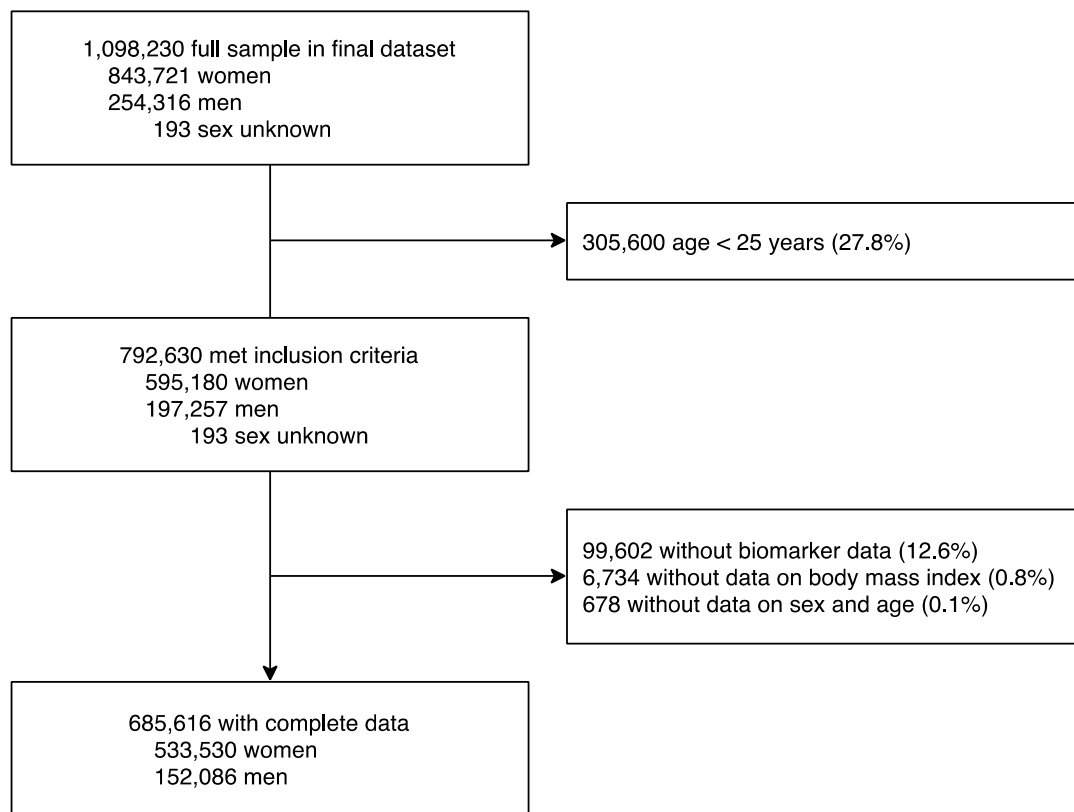 1,098,230 full sample in final dataset
843,721 women
254,316 men
193 sex unknown
305,600 age < 25 years (27.8%)
792,630 met inclusion criteria
595,180 women
197,257 men
193 sex unknown
99,602 without biomarker data (12.6%)
6,734 without data on body mass index (0.8%)
678 without data on sex and age (0.1%)
685,616 with complete data
533,530 women
152,086 men